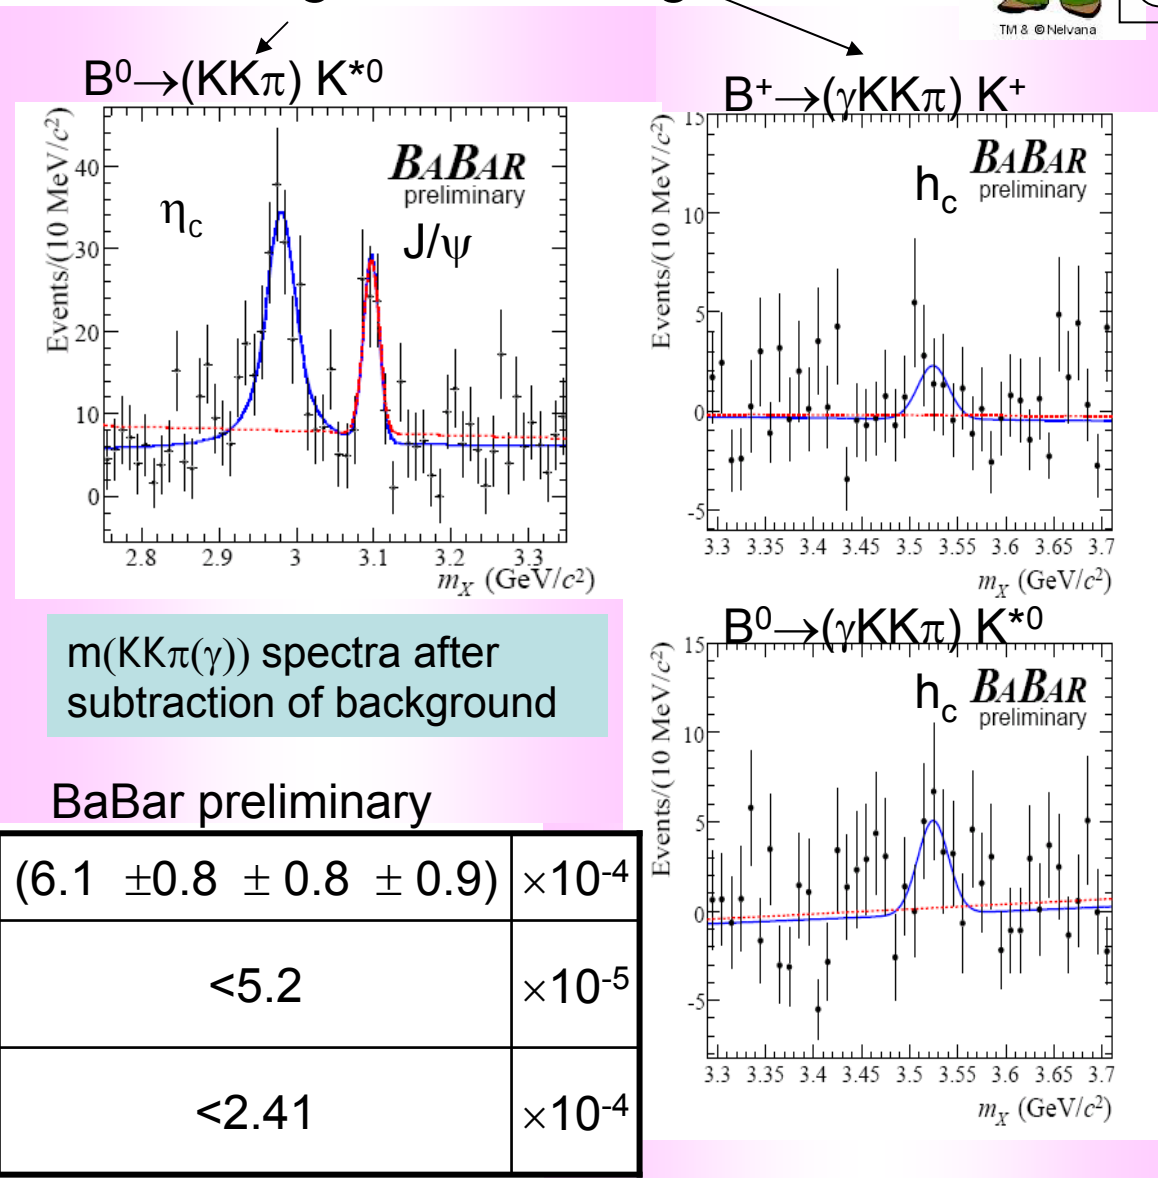 TM & © Nelvana
B⁰→(KKπ) K*⁰
Events/(10 MeV/c²)
BABAR
preliminary
ηc
J/ψ
40
30
20
10
0
2.8 2.9 3 3.1 3.2 3.3
mX (GeV/c²)
B⁺→(γKKπ) K⁺
Events/(10 MeV/c²)
BABAR
preliminary
hc
15
10
5
0
-5
3.3 3.35 3.4 3.45 3.5 3.55 3.6 3.65 3.7
mX (GeV/c²)
m(KKπ(γ)) spectra after
subtraction of background
B⁰→(γKKπ) K*⁰
Events/(10 MeV/c²)
BABAR
preliminary
hc
15
10
5
0
-5
3.3 3.35 3.4 3.45 3.5 3.55 3.6 3.65 3.7
mX (GeV/c²)
BaBar preliminary
(6.1 ±0.8 ± 0.8 ± 0.9) ×10⁻⁴
<5.2 ×10⁻⁵
<2.41 ×10⁻⁴